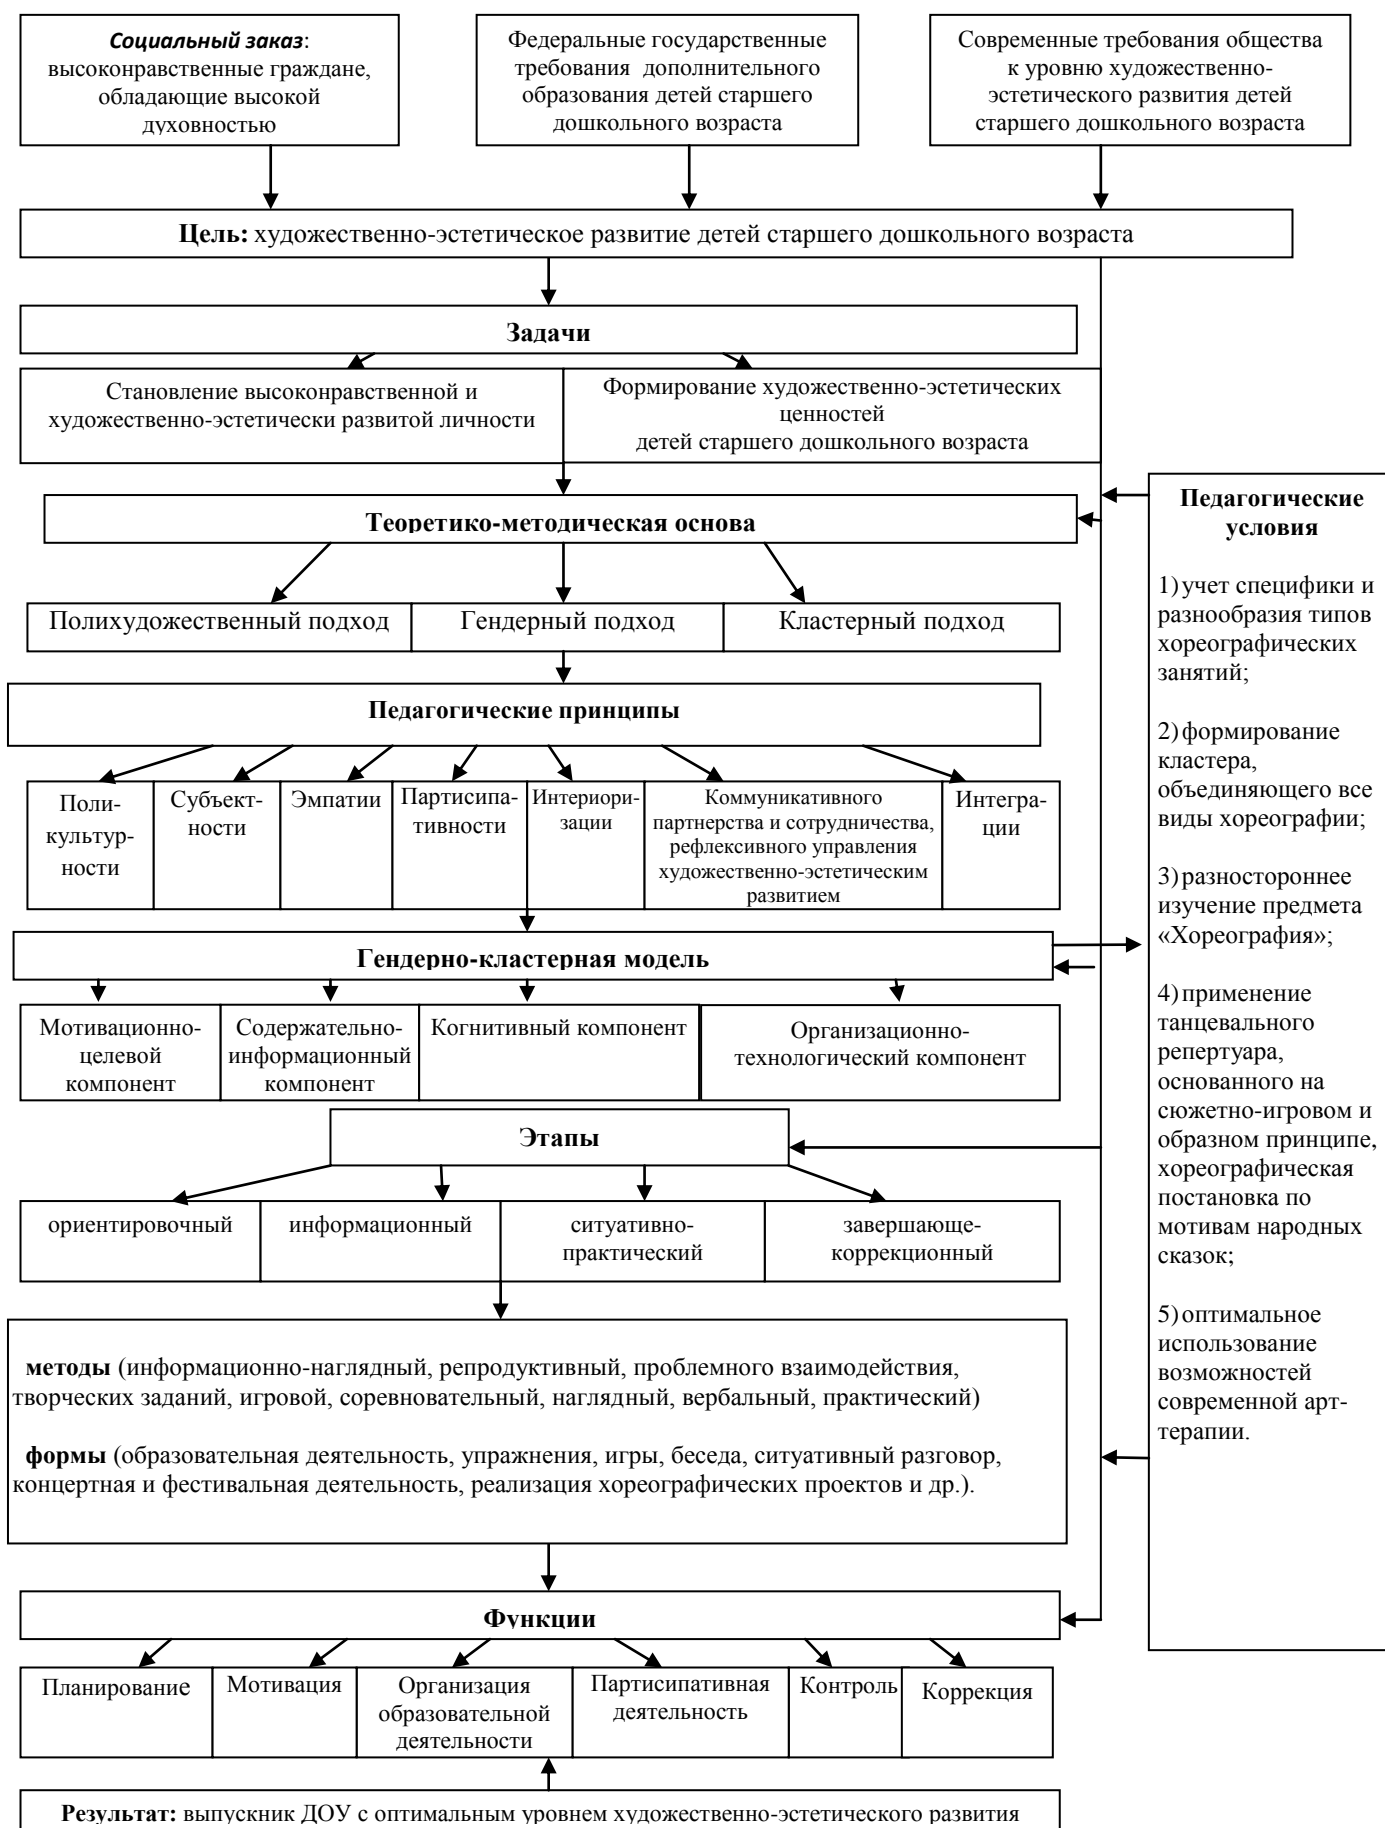 Социальный заказ:
высоконравственные граждане,
обладающие высокой
духовностью
Федеральные государственные
требования дополнительного
образования детей старшего
дошкольного возраста
Современные требования общества
к уровню художественно-
эстетического развития детей
старшего дошкольного возраста
Цель: художественно-эстетическое развитие детей старшего дошкольного возраста
Задачи
Становление высоконравственной и
художественно-эстетически развитой личности
Формирование художественно-эстетических
ценностей
детей старшего дошкольного возраста
Теоретико-методическая основа
Полихудожественный подход
Гендерный подход
Кластерный подход
Педагогические принципы
Поли-
культур-
ности
Субъект-
ности
Эмпатии
Партисипа-
тивности
Интериори-
зации
Коммуникативного
партнерства и сотрудничества,
рефлексивного управления
художественно-эстетическим
развитием
Интегра-
ции
Гендерно-кластерная модель
Мотивационно-
целевой
компонент
Содержательно-
информационный
компонент
Когнитивный компонент
Организационно-
технологический компонент
Этапы
ориентировочный
информационный
ситуативно-
практический
завершающе-
коррекционный
методы (информационно-наглядный, репродуктивный, проблемного взаимодействия,
творческих заданий, игровой, соревновательный, наглядный, вербальный, практический)
формы (образовательная деятельность, упражнения, игры, беседа, ситуативный разговор,
концертная и фестивальная деятельность, реализация хореографических проектов и др.).
Функции
Планирование
Мотивация
Организация
образовательной
деятельности
Партисипативная
деятельность
Контроль
Коррекция
Результат: выпускник ДОУ с оптимальным уровнем художественно-эстетического развития
Педагогические
условия
1) учет специфики и
разнообразия типов
хореографических
занятий;
2) формирование
кластера,
объединяющего все
виды хореографии;
3) разностороннее
изучение предмета
«Хореография»;
4) применение
танцевального
репертуара,
основанного на
сюжетно-игровом и
образном принципе,
хореографическая
постановка по
мотивам народных
сказок;
5) оптимальное
использование
возможностей
современной арт-
терапии.